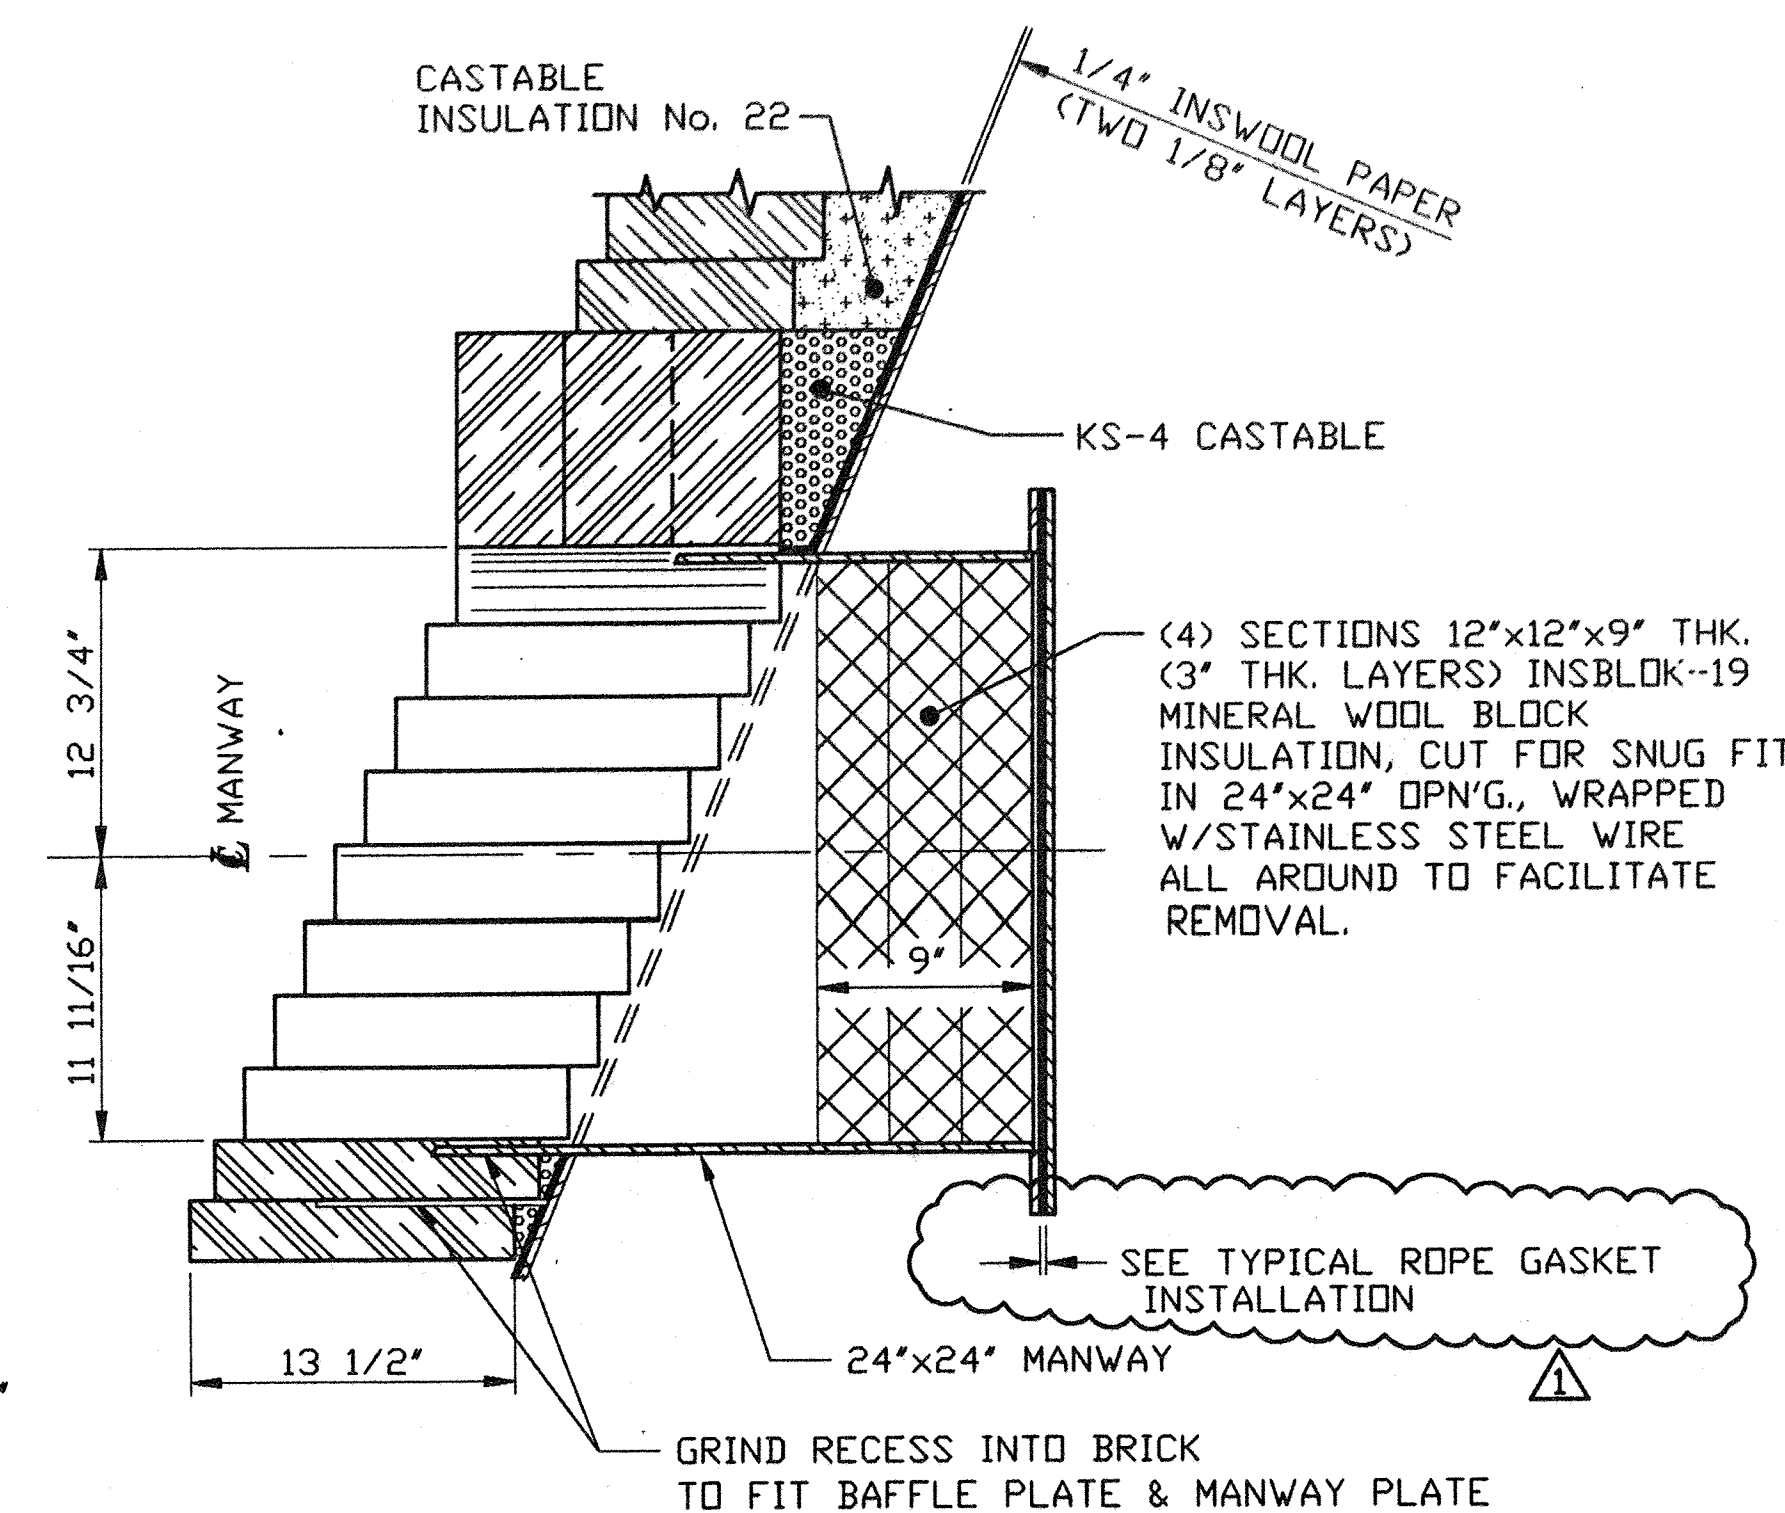 CASTABLE
INSULATION No. 22
1/4" INSWOOL PAPER
(TWO 1/8" LAYERS)
KS-4 CASTABLE
(4) SECTIONS 12"x12"x9" THK.
(3" THK. LAYERS) INSBLOK-19
MINERAL WOOL BLOCK
INSULATION, CUT FOR SNUG FIT
IN 24"x24" OPN'G., WRAPPED
W/STAINLESS STEEL WIRE
ALL AROUND TO FACILITATE
REMOVAL.
12 3/4"
℄ MANWAY
11 11/16"
9"
SEE TYPICAL ROPE GASKET
INSTALLATION
1
13 1/2"
24"x24" MANWAY
GRIND RECESS INTO BRICK
TO FIT BAFFLE PLATE & MANWAY PLATE